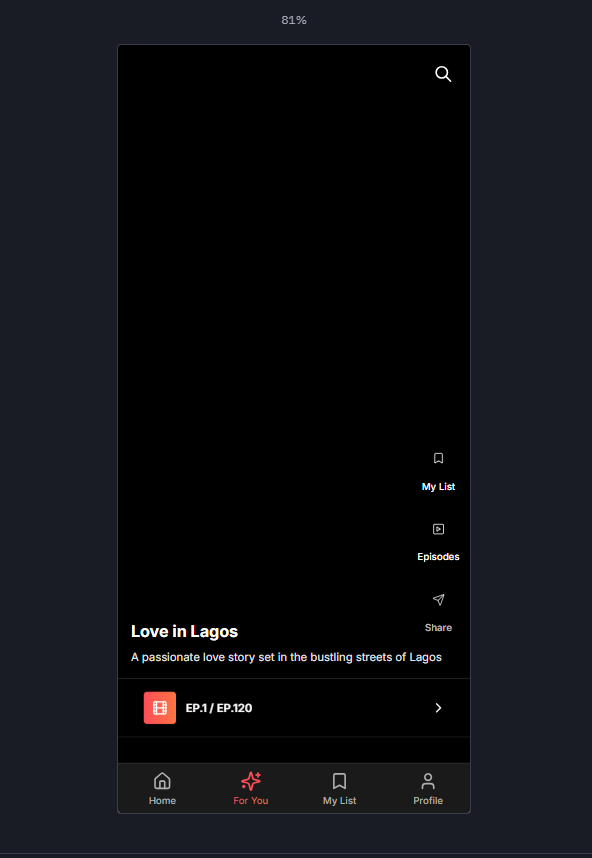 81%
My List
Episodes
Share
Love in Lagos
A passionate love story set in the bustling streets of Lagos
EP.1 / EP.120
Home
For You
My List
Profile